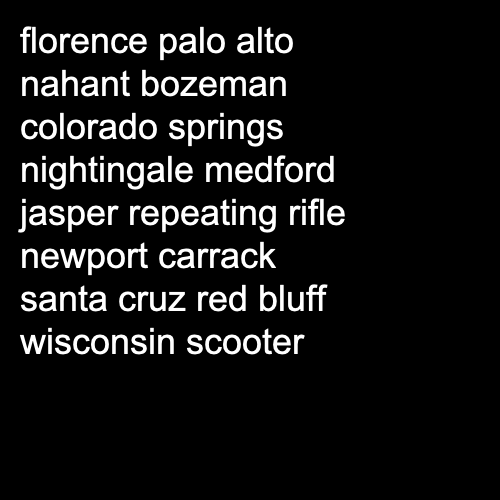 florence palo alto
nahant bozeman
colorado springs
nightingale medford
jasper repeating rifle
newport carrack
santa cruz red bluff
wisconsin scooter